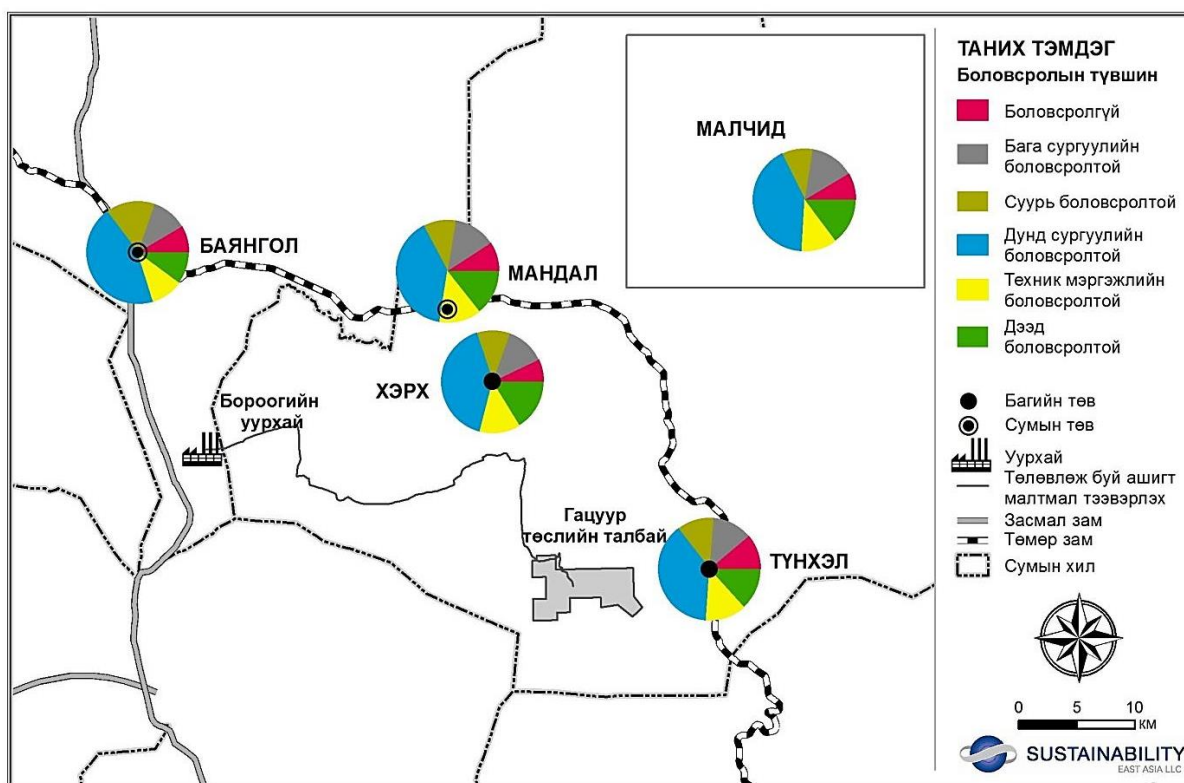 МАЛЧИД
БАЯНГОЛ
МАНДАЛ
ХЭРХ
Бороогийн
уурхай
Гацуур
төслийн талбай
ТҮНХЭЛ
ТАНИХ ТЭМДЭГ
Боловсролын түвшин
Боловсролгүй
Бага сургуулийн
боловсролтой
Суурь боловсролтой
Дунд сургуулийн
боловсролтой
Техник мэргэжлийн
боловсролтой
Дээд
боловсролтой
Багийн төв
Сумын төв
Уурхай
Төлөвлөж буй ашигт
малтмал тээвэрлэх
Засмал зам
Төмөр зам
Сумын хил
0 5 10
КМ
SUSTAINABILITY
EAST ASIA LLC